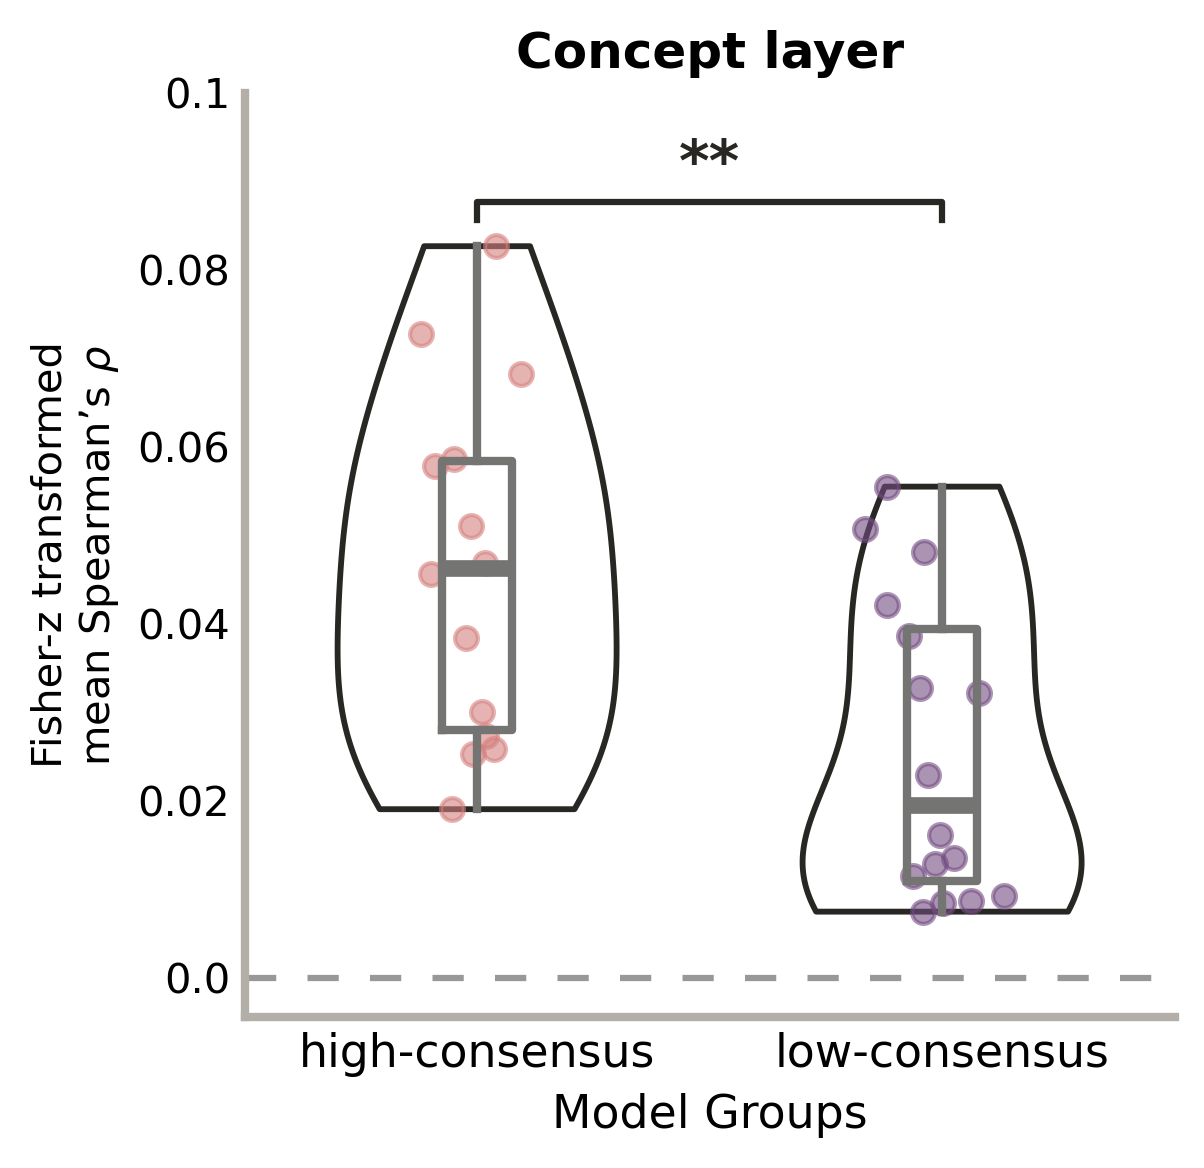 Concept layer
**
0.1
0.08
0.06
0.04
0.02
0.0
Fisher-z transformed
mean Spearman’s ρ
high-consensus
low-consensus
Model Groups